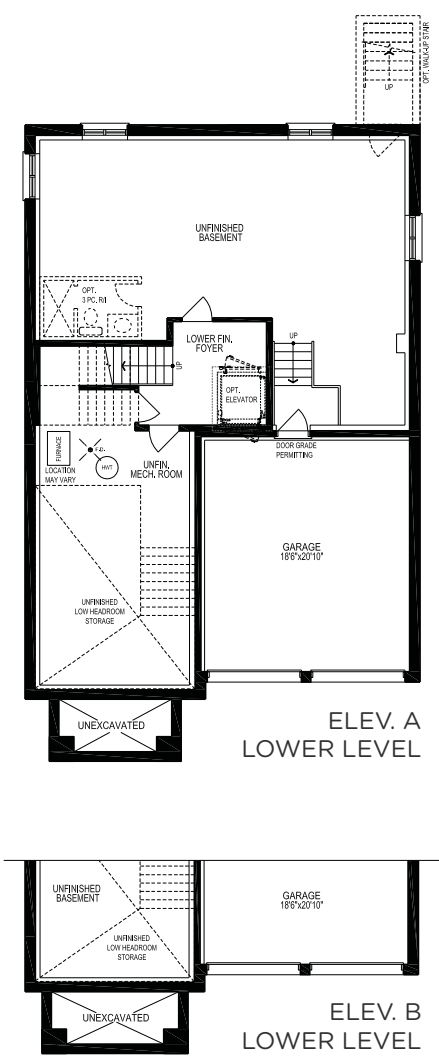 OPT. WALK-UP STAIR
UP
UNFINISHED
BASEMENT
OPT.
3 PC. R/I
LOWER FIN.
FOYER
UP
UP
OPT.
ELEVATOR
DOOR GRADE
PERMITTING
FURNACE
F.D.
HWT
LOCATION
MAY VARY
UNFIN.
MECH. ROOM
GARAGE
18'6"x20'10"
UNFINISHED
LOW HEADROOM
STORAGE
UNEXCAVATED
ELEV. A
LOWER LEVEL
UNFINISHED
BASEMENT
GARAGE
18'6"x20'10"
UNFINISHED
LOW HEADROOM
STORAGE
UNEXCAVATED
ELEV. B
LOWER LEVEL